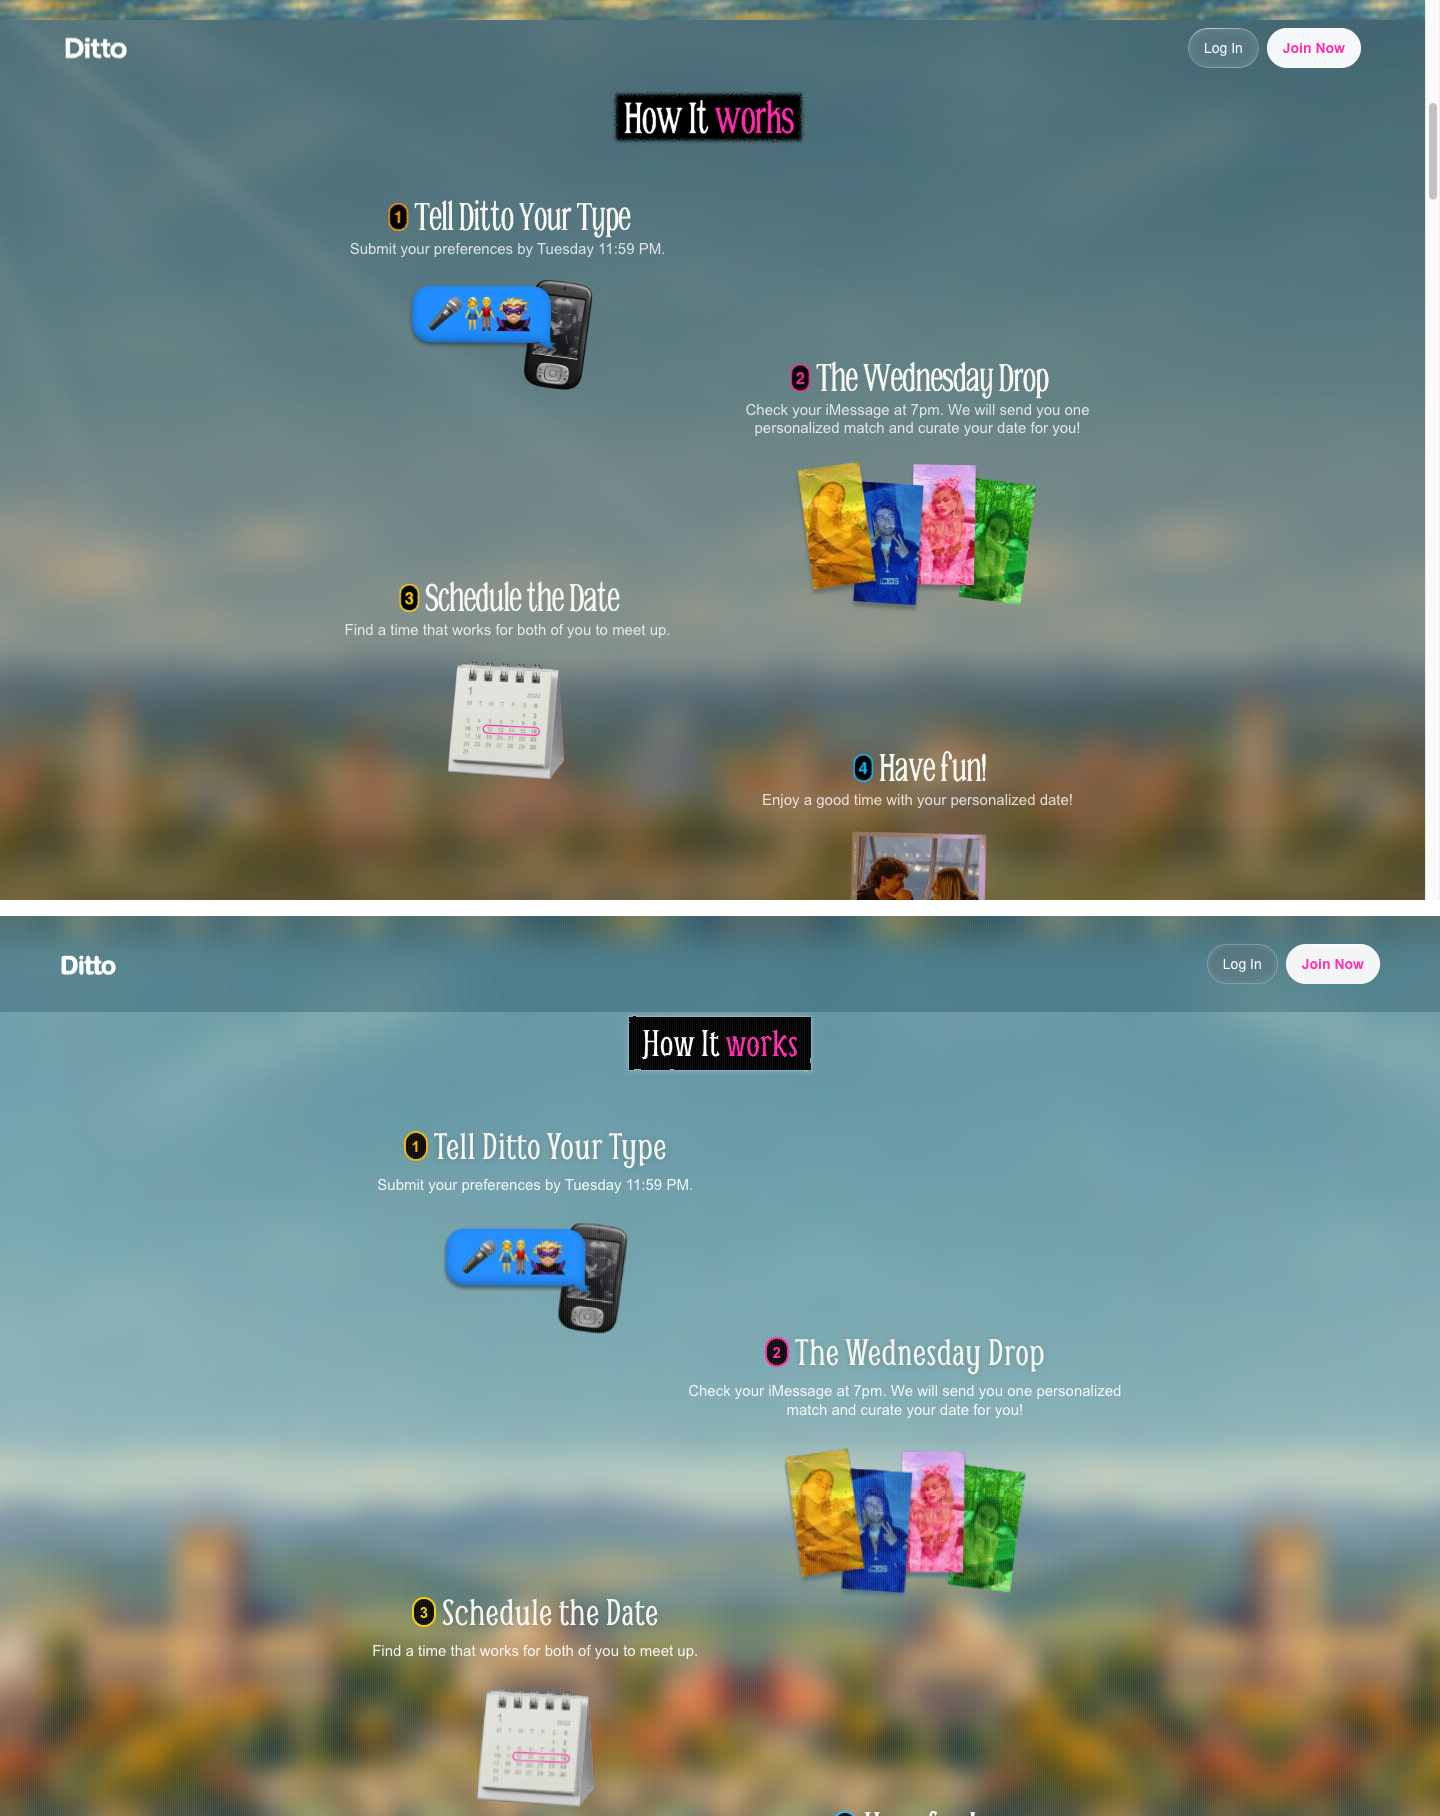 Ditto
Log In
Join Now
How It works
1 Tell Ditto Your Type
Submit your preferences by Tuesday 11:59 PM.
2 The Wednesday Drop
Check your iMessage at 7pm. We will send you one
personalized match and curate your date for you!
3 Schedule the Date
Find a time that works for both of you to meet up.
1
2022
4 Have fun!
Enjoy a good time with your personalized date!
Ditto
Log In
Join Now
How It works
1 Tell Ditto Your Type
Submit your preferences by Tuesday 11:59 PM.
2 The Wednesday Drop
Check your iMessage at 7pm. We will send you one personalized
match and curate your date for you!
3 Schedule the Date
Find a time that works for both of you to meet up.
1
2022